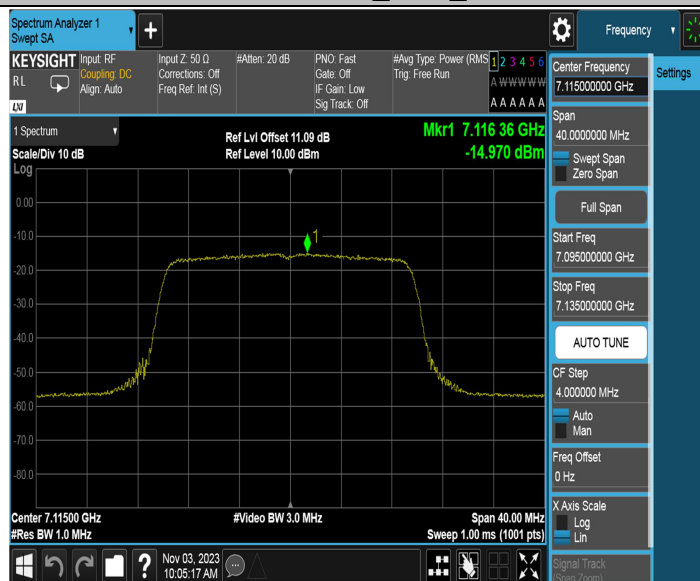 Spectrum Analyzer 1
Swept SA
+
Frequency
KEYSIGHT
RL
LXI
Input: RF
Coupling: DC
Align: Auto
Input Z: 50 Ω
Corrections: Off
Freq Ref: Int (S)
#Atten: 20 dB
PNO: Fast
Gate: Off
IF Gain: Low
Sig Track: Off
#Avg Type: Power (RMS
Trig: Free Run
1 2 3 4 5 6
A W W W W W
A A A A A A
1 Spectrum
Scale/Div 10 dB
Log
Ref Lvl Offset 11.09 dB
Ref Level 10.00 dBm
Mkr1 7.116 36 GHz
-14.970 dBm
0.00
-10.0
-20.0
-30.0
-40.0
-50.0
-60.0
-70.0
-80.0
1
Center 7.11500 GHz
#Res BW 1.0 MHz
#Video BW 3.0 MHz
Span 40.00 MHz
Sweep 1.00 ms (1001 pts)
Center Frequency
7.115000000 GHz
Settings
Span
40.0000000 MHz
Swept Span
Zero Span
Full Span
Start Freq
7.095000000 GHz
Stop Freq
7.135000000 GHz
AUTO TUNE
CF Step
4.000000 MHz
Auto
Man
Freq Offset
0 Hz
X Axis Scale
Log
Lin
Signal Track
(Span Zoom)
?
Nov 03, 2023
10:05:17 AM